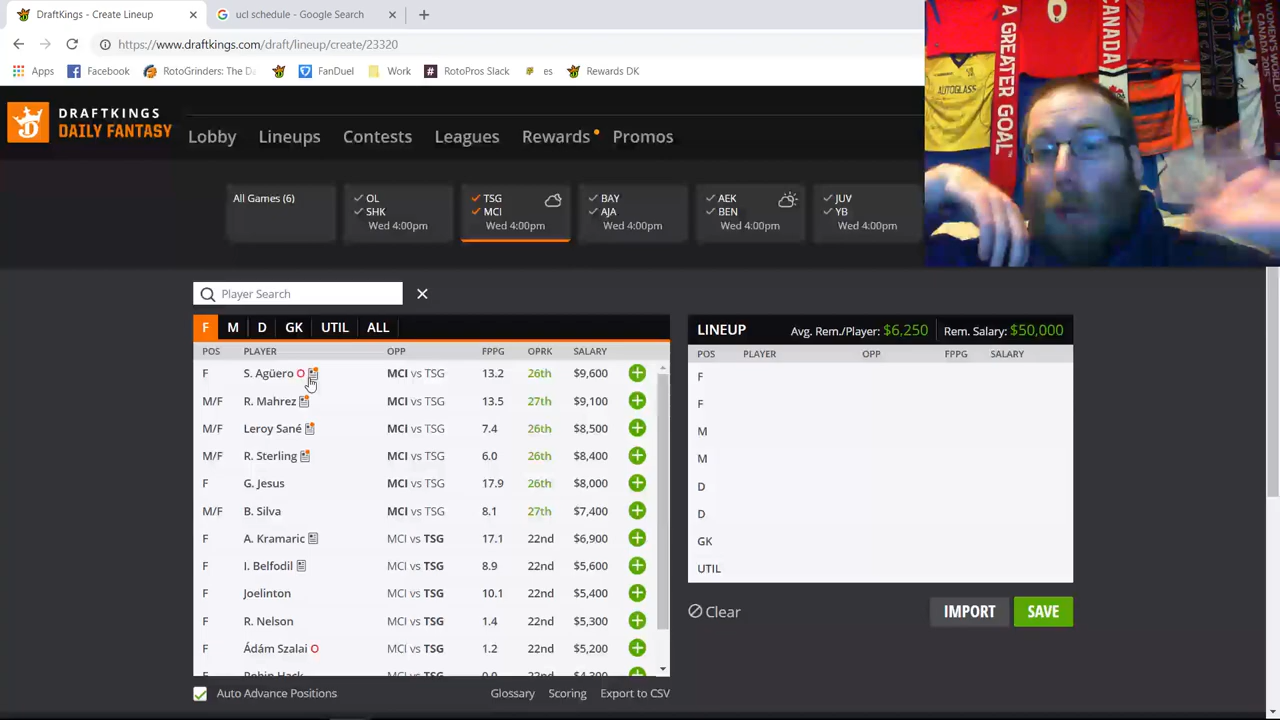 DraftKings - Create Lineup
ucl schedule - Google Search
https://www.draftkings.com/draft/lineup/create/23320
Apps
Facebook
RotoGrinders: The Da
FanDuel
Work
RotoPros Slack
es
Rewards DK
DRAFTKINGS
DAILY FANTASY
Lobby
Lineups
Contests
Leagues
Rewards
Promos
All Games (6)
OL
SHK
Wed 4:00pm
TSG
MCI
Wed 4:00pm
BAY
AJA
Wed 4:00pm
AEK
BEN
Wed 4:00pm
JUV
YB
Wed 4:00pm
Player Search
F M D GK UTIL ALL
POS PLAYER OPP FPPG OPRK SALARY
F S. Agüero O MCI vs TSG 13.2 26th $9,600
M/F R. Mahrez MCI vs TSG 13.5 27th $9,100
M/F Leroy Sané MCI vs TSG 7.4 26th $8,500
M/F R. Sterling MCI vs TSG 6.0 26th $8,400
F G. Jesus MCI vs TSG 17.9 26th $8,000
M/F B. Silva MCI vs TSG 8.1 27th $7,400
F A. Kramaric MCI vs TSG 17.1 22nd $6,900
F I. Belfodil MCI vs TSG 8.9 22nd $5,600
F Joelinton MCI vs TSG 10.1 22nd $5,400
F R. Nelson MCI vs TSG 1.4 22nd $5,300
F Ádám Szalai O MCI vs TSG 1.2 22nd $5,200
Auto Advance Positions
Glossary
Scoring
Export to CSV
LINEUP
Avg. Rem./Player: $6,250
Rem. Salary: $50,000
POS PLAYER OPP FPPG SALARY
F
F
M
M
D
D
GK
UTIL
Clear
IMPORT
SAVE
A GREATER GOAL™
CANADA
AUTOGLASS
HOLLAND
WOMEN'S WORLD CUP
CANADA 2015